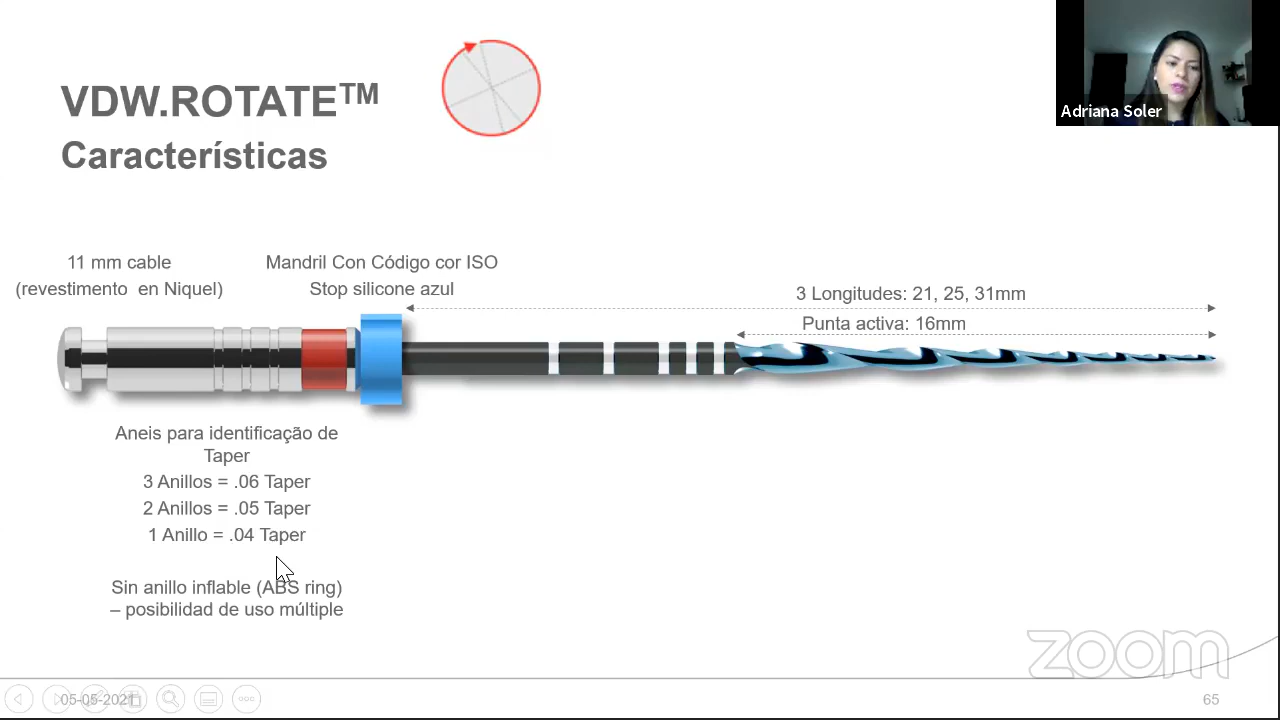 VDW.ROTATE™
Características
Adriana Soler
11 mm cable
(revestimento en Niquel)
Mandril Con Código cor ISO
Stop silicone azul
3 Longitudes: 21, 25, 31mm
Punta activa: 16mm
Aneis para identificação de
Taper
3 Anillos = .06 Taper
2 Anillos = .05 Taper
1 Anillo = .04 Taper
Sin anillo inflable (ABS ring)
– posibilidad de uso múltiple
zoom
05-05-2021
65